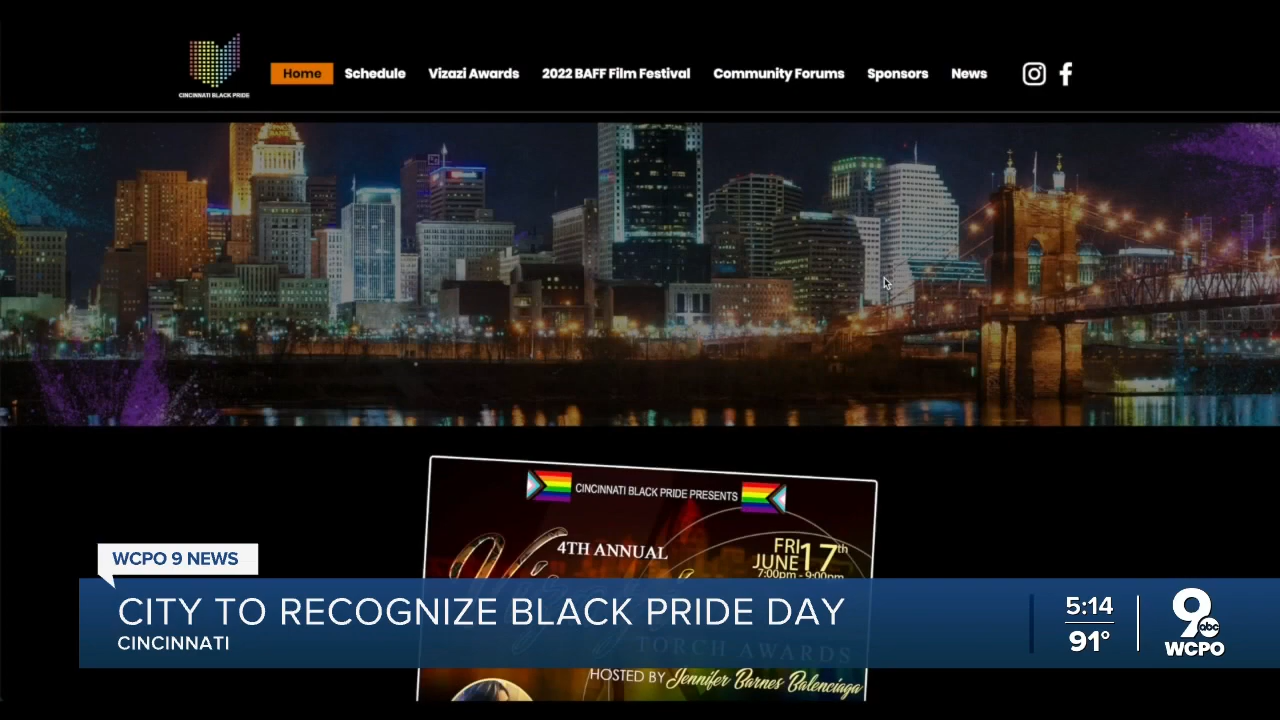 CINCINNATI BLACK PRIDE
Home Schedule Vizazi Awards 2022 BAFF Film Festival Community Forums Sponsors News
CINCINNATI BLACK PRIDE PRESENTS
4TH ANNUAL
FRI
JUNE 17th
7:00pm - 9:00pm
TORCH AWARDS
HOSTED BY Jennifer Barnes Balenciaga
WCPO 9 NEWS
CITY TO RECOGNIZE BLACK PRIDE DAY
CINCINNATI
5:14
91°
9 abc
WCPO